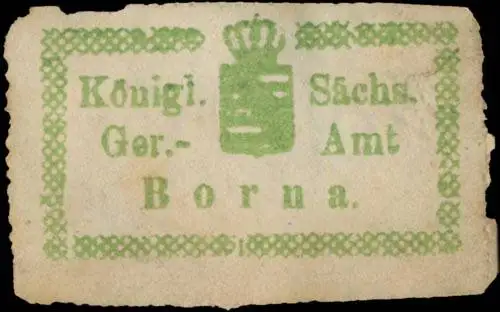 Königl. Sächs.
Ger.- Amt
Borna.